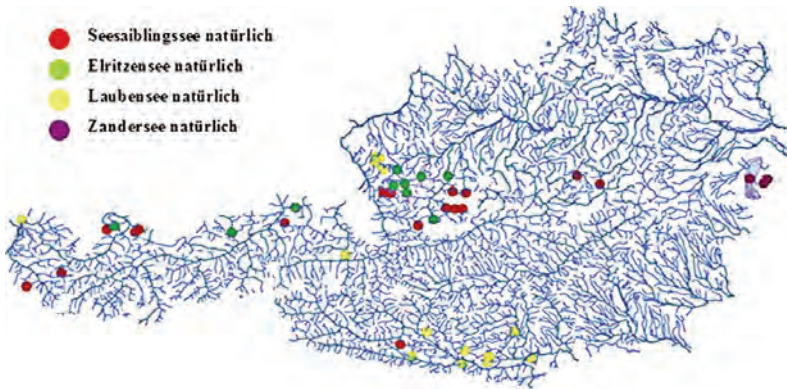 Seesaiblingssee natürlich
Elritzensee natürlich
Laubensee natürlich
Zandersee natürlich